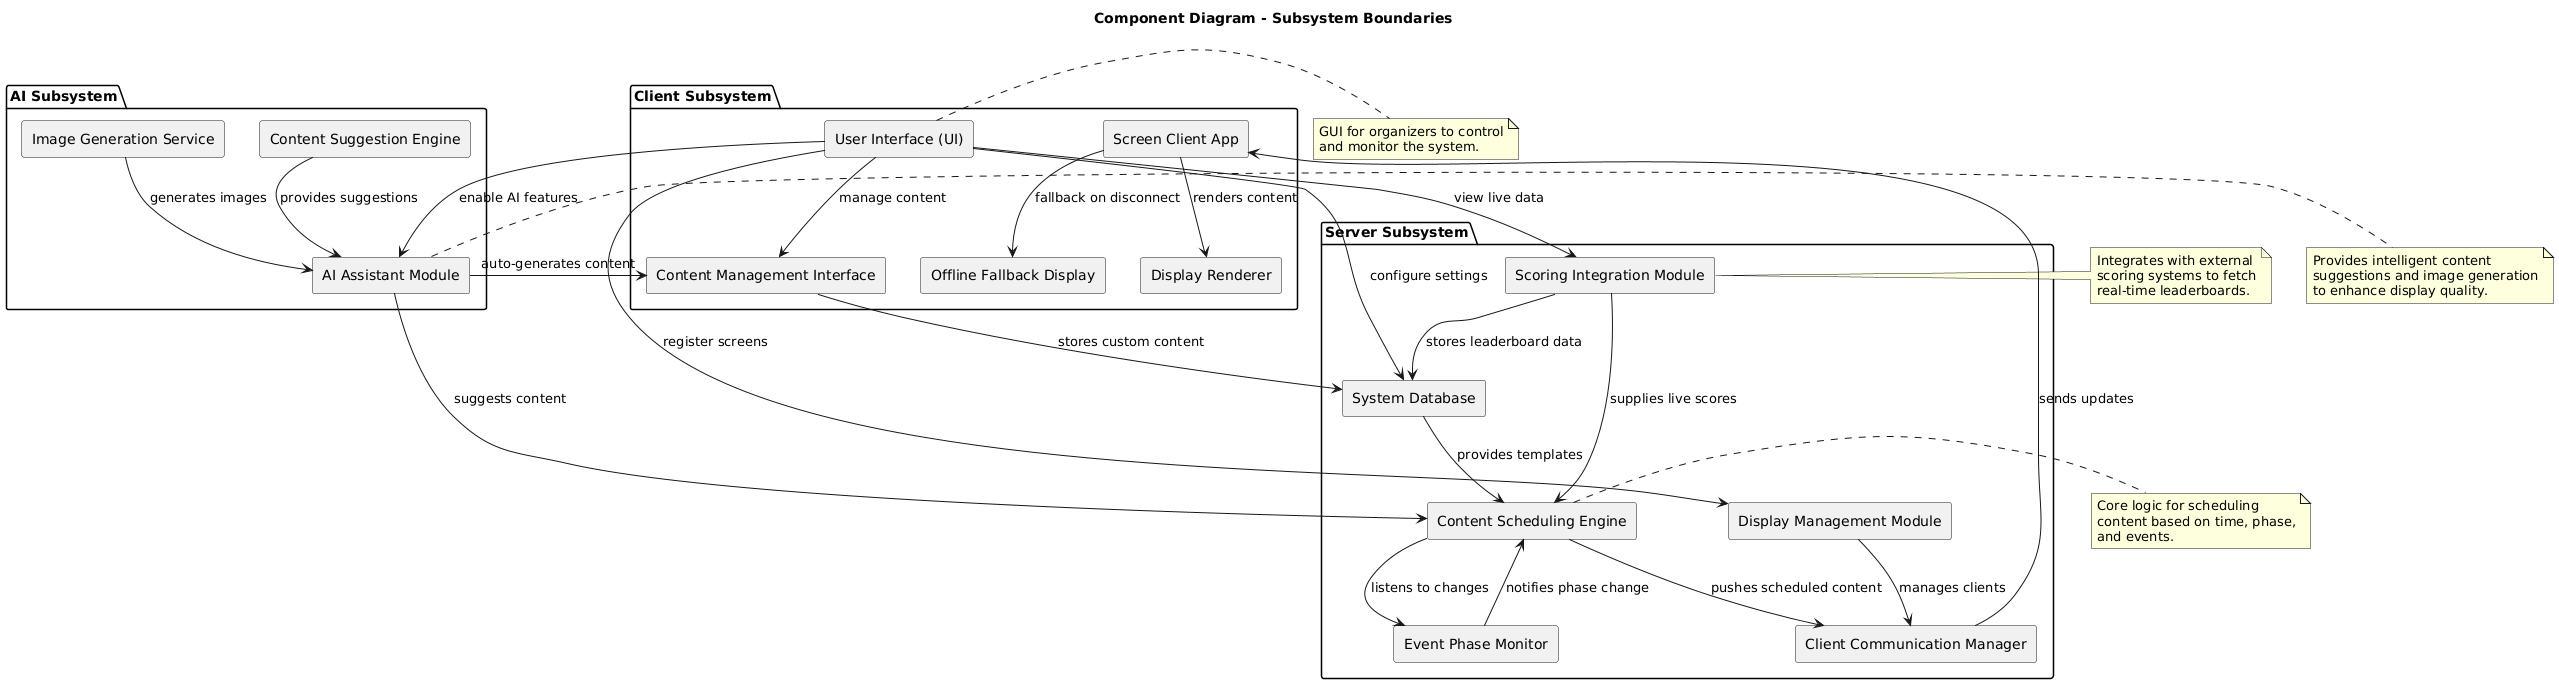 Component Diagram - Subsystem Boundaries
AI Subsystem
Client Subsystem
Image Generation Service
Content Suggestion Engine
User Interface (UI)
Screen Client App
GUI for organizers to control
and monitor the system.
generates images
provides suggestions
enable AI features
manage content
fallback on disconnect
renders content
view live data
Server Subsystem
AI Assistant Module
auto-generates content
Content Management Interface
Offline Fallback Display
Display Renderer
configure settings
Scoring Integration Module
Integrates with external
scoring systems to fetch
real-time leaderboards.
Provides intelligent content
suggestions and image generation
to enhance display quality.
register screens
stores custom content
stores leaderboard data
suggests content
System Database
supplies live scores
sends updates
provides templates
Content Scheduling Engine
Display Management Module
Core logic for scheduling
content based on time, phase,
and events.
listens to changes
notifies phase change
pushes scheduled content
manages clients
Event Phase Monitor
Client Communication Manager